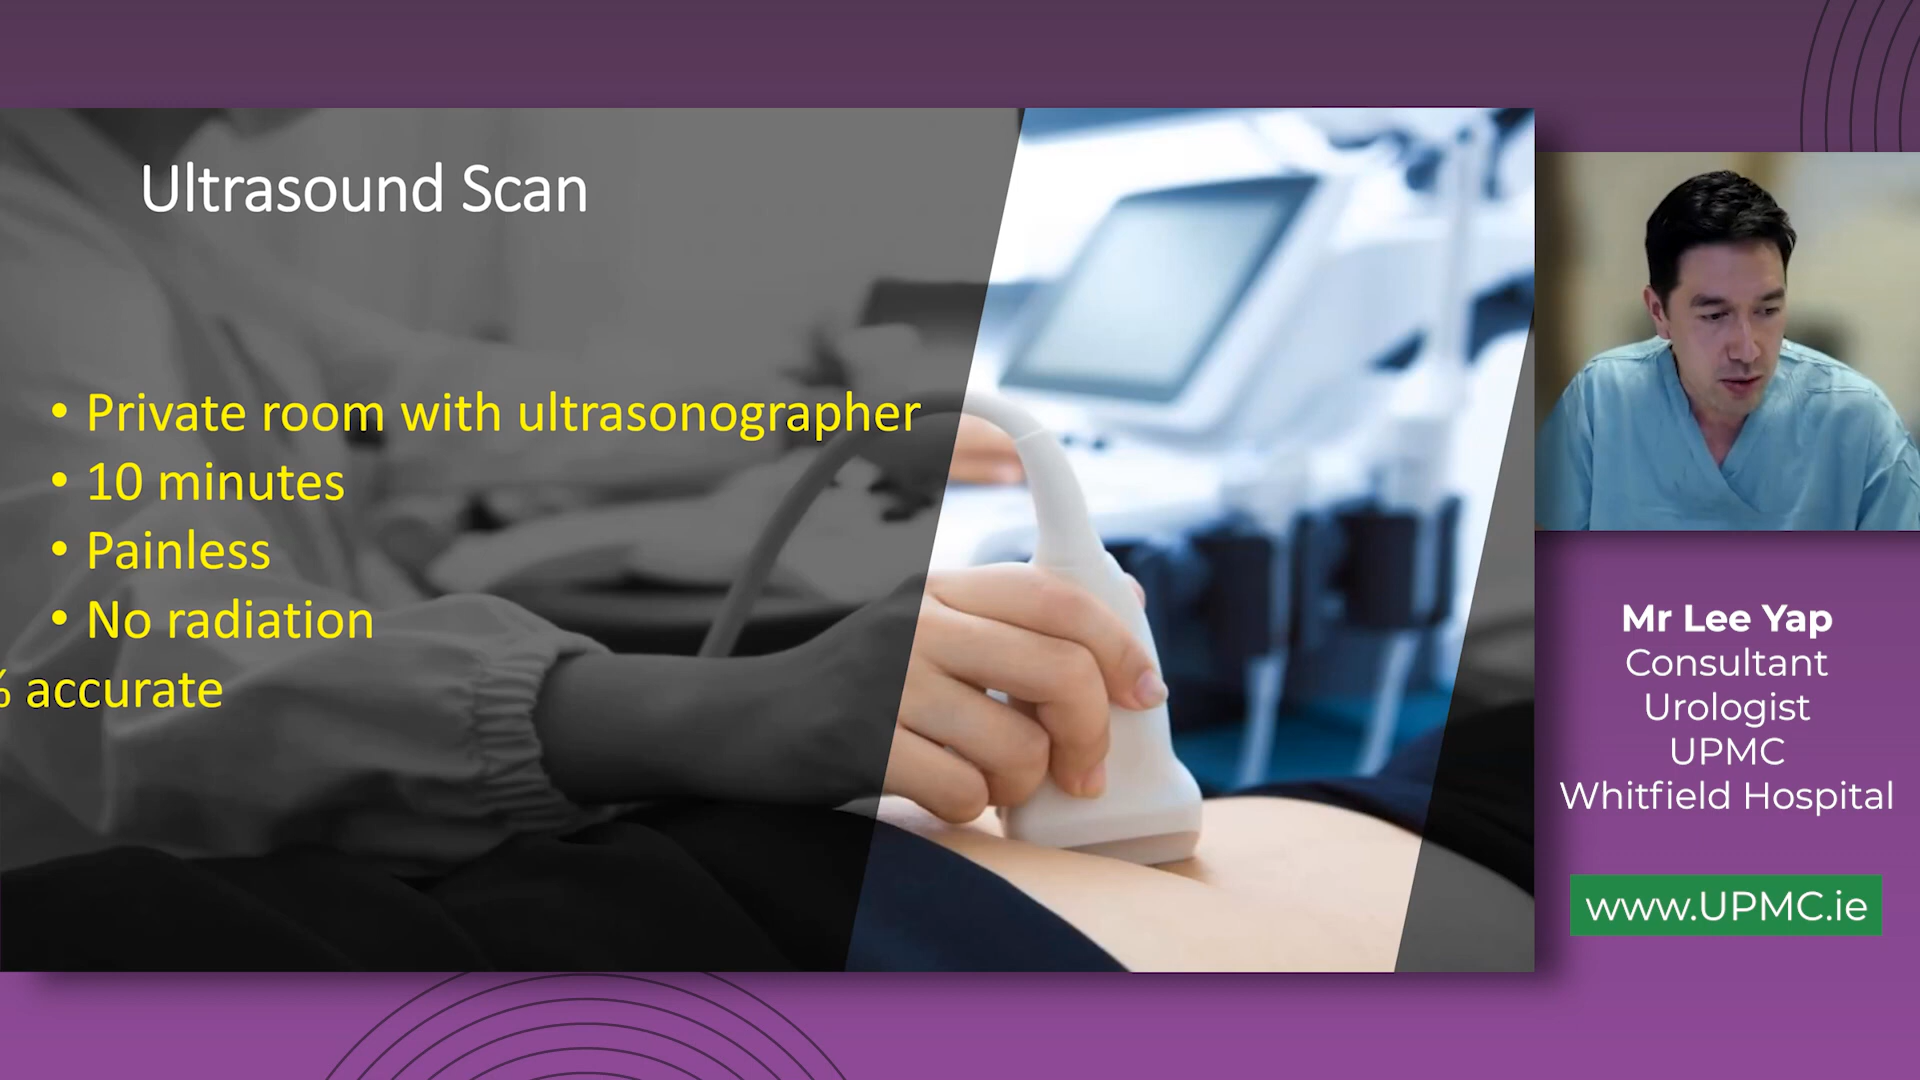 Ultrasound Scan
• Private room with ultrasonographer
• 10 minutes
• Painless
• No radiation
% accurate
Mr Lee Yap
Consultant
Urologist
UPMC
Whitfield Hospital
www.UPMC.ie